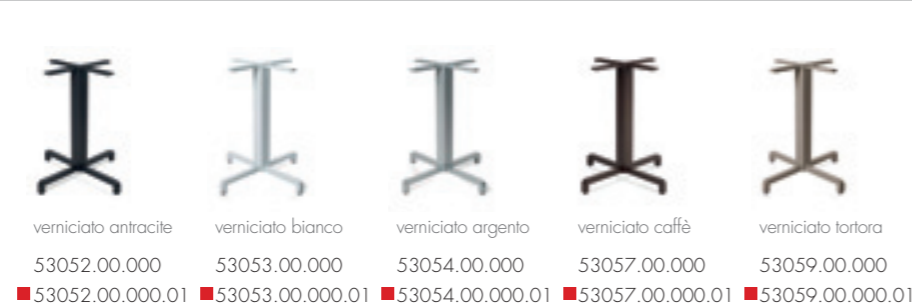 verniciato antracite verniciato bianco verniciato argento verniciato caffè verniciato tortora
53052.00.000 53053.00.000 53054.00.000 53057.00.000 53059.00.000
53052.00.000.01 53053.00.000.01 53054.00.000.01 53057.00.000.01 53059.00.000.01